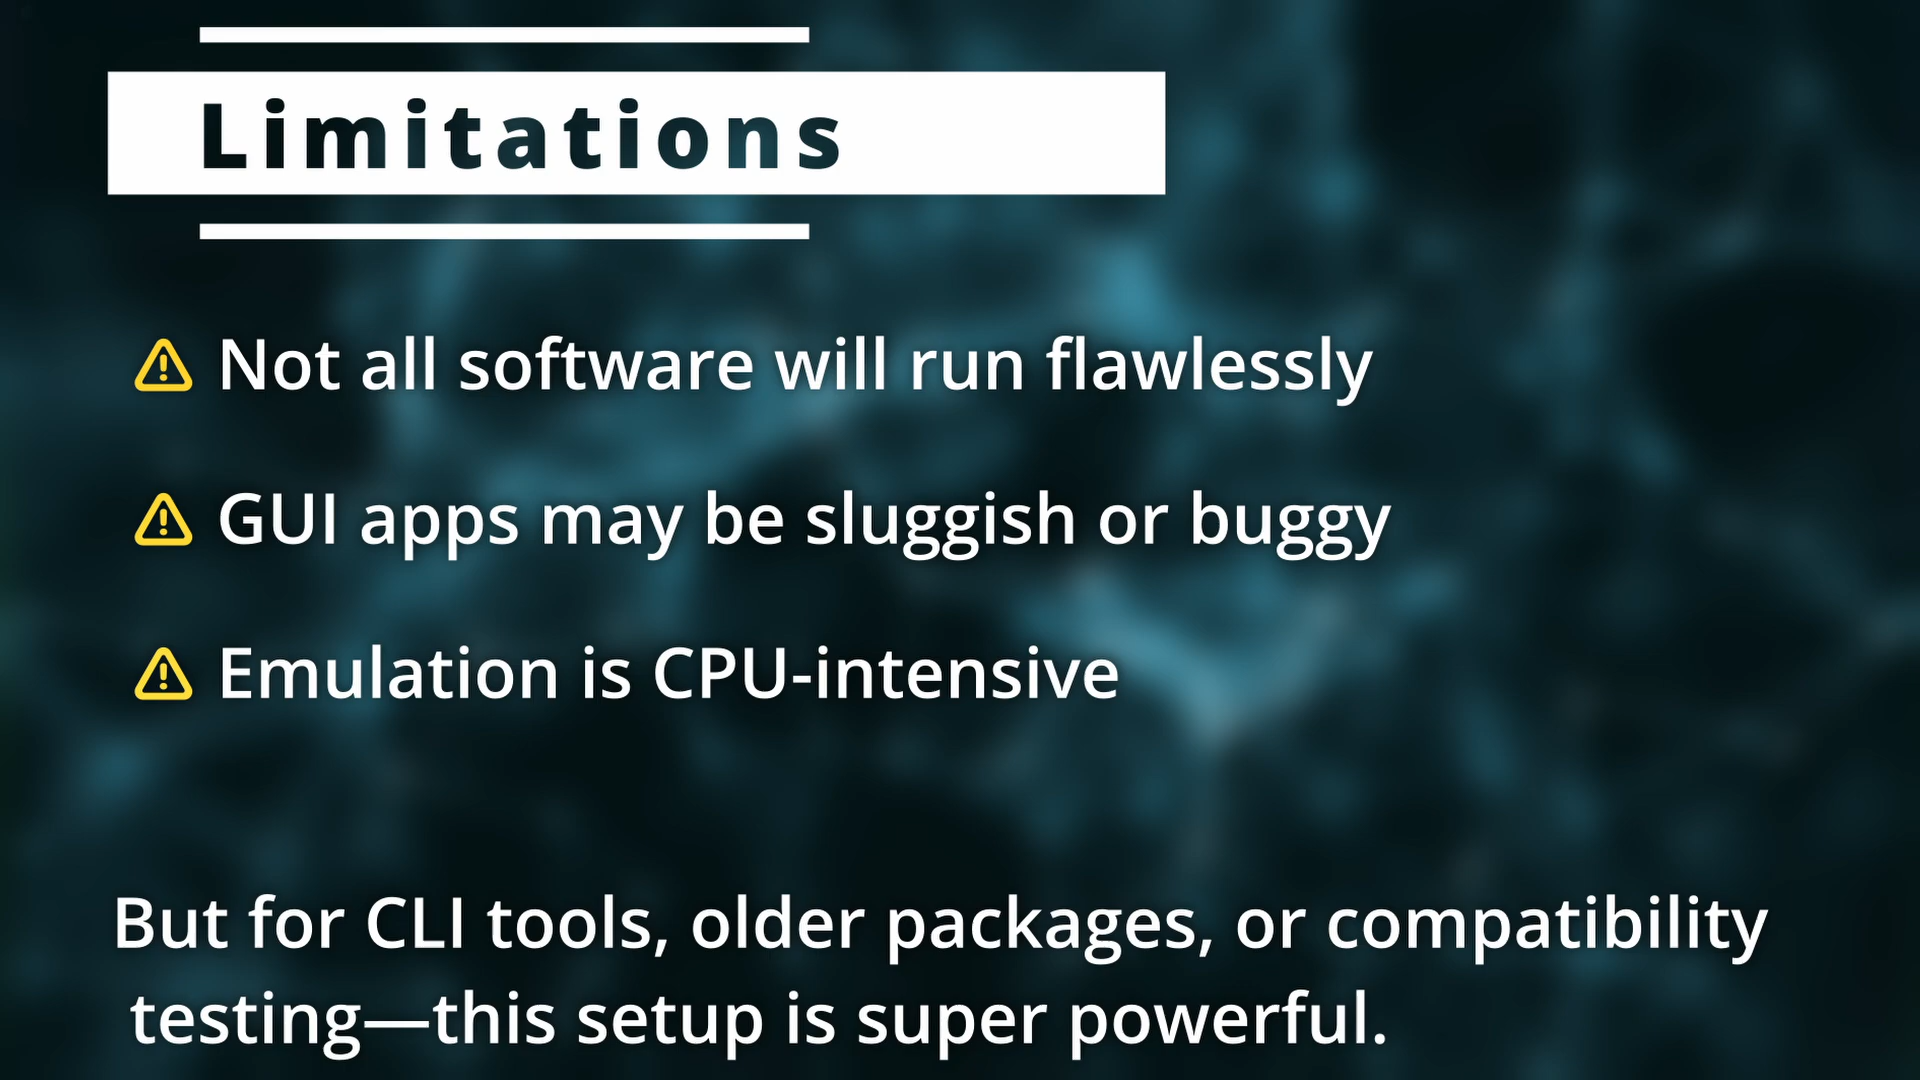 Limitations
Not all software will run flawlessly
GUI apps may be sluggish or buggy
Emulation is CPU-intensive
But for CLI tools, older packages, or compatibility
testing—this setup is super powerful.